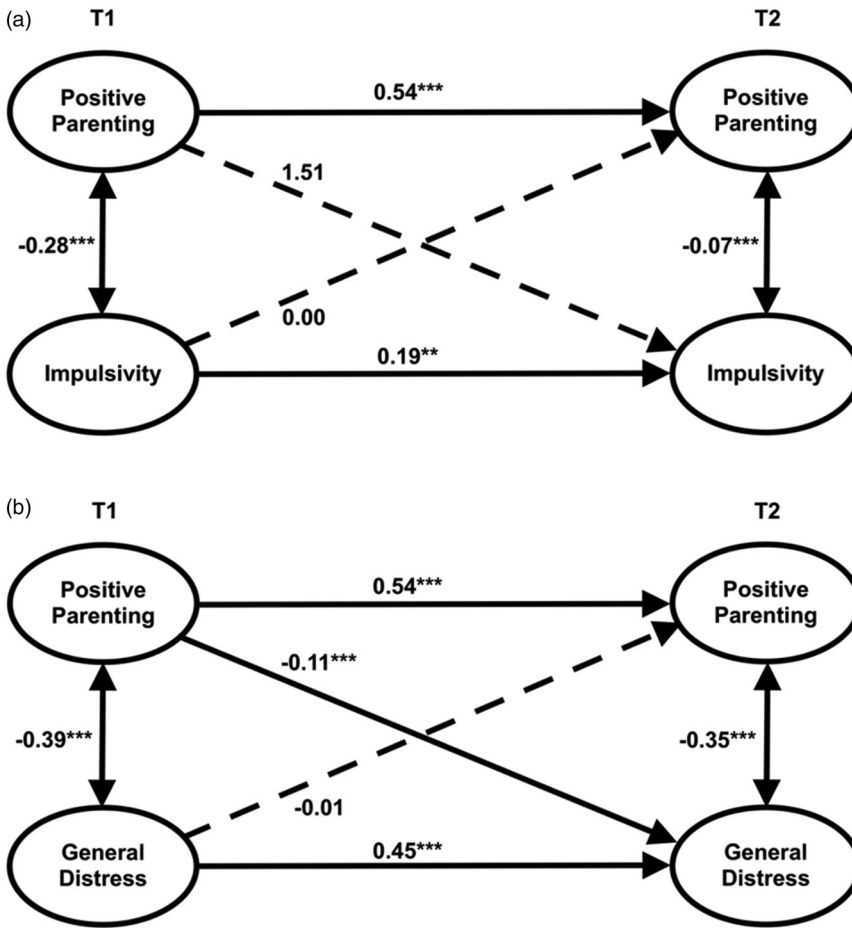 (a)
T1
T2
Positive
Parenting
0.54***
Positive
Parenting
1.51
-0.28***
-0.07***
0.00
Impulsivity
0.19**
Impulsivity
(b)
T1
T2
Positive
Parenting
0.54***
Positive
Parenting
-0.11***
-0.39***
-0.35***
-0.01
General
Distress
0.45***
General
Distress